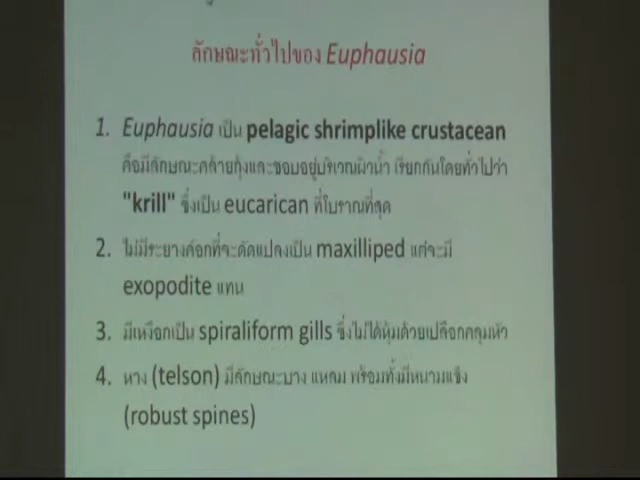 ลักษณะทั่วไปของ Euphausia
1. Euphausia เป็น pelagic shrimplike crustacean
คือมีลักษณะคล้ายกุ้งและชอบอยู่บริเวณผิวน้ำ เรียกกันโดยทั่วไปว่า
"krill" ซึ่งเป็น eucarican ที่โบราณที่สุด
2. ไม่มีระยางค์อกที่จะดัดแปลงเป็น maxilliped แต่จะมี
exopodite แทน
3. มีเหงือกเป็น spiraliform gills ซึ่งไม่ได้หุ้มด้วยเปลือกคลุมหัว
4. หาง (telson) มีลักษณะบาง แหลม พร้อมทั้งมีหนามแข็ง
(robust spines)